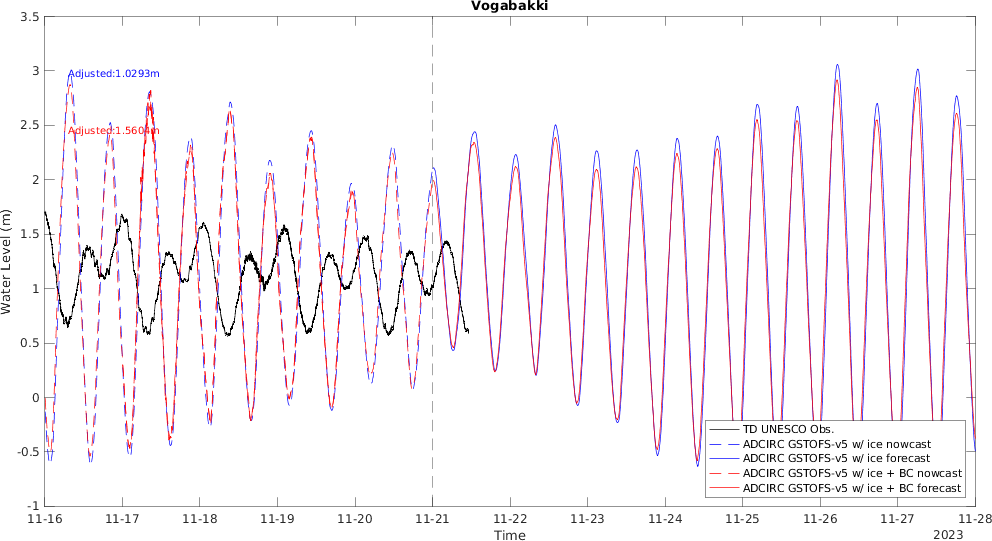 Vogabakki
3.5
3
2.5
2
1.5
1
0.5
0
-0.5
-1
Water Level (m)
Adjusted:1.0293m
Adjusted:1.5604m
11-16 11-17 11-18 11-19 11-20 11-21 11-22 11-23 11-24 11-25 11-26 11-27 11-28
Time
2023
TD UNESCO Obs.
ADCIRC GSTOFS-v5 w/ ice nowcast
ADCIRC GSTOFS-v5 w/ ice forecast
ADCIRC GSTOFS-v5 w/ ice + BC nowcast
ADCIRC GSTOFS-v5 w/ ice + BC forecast